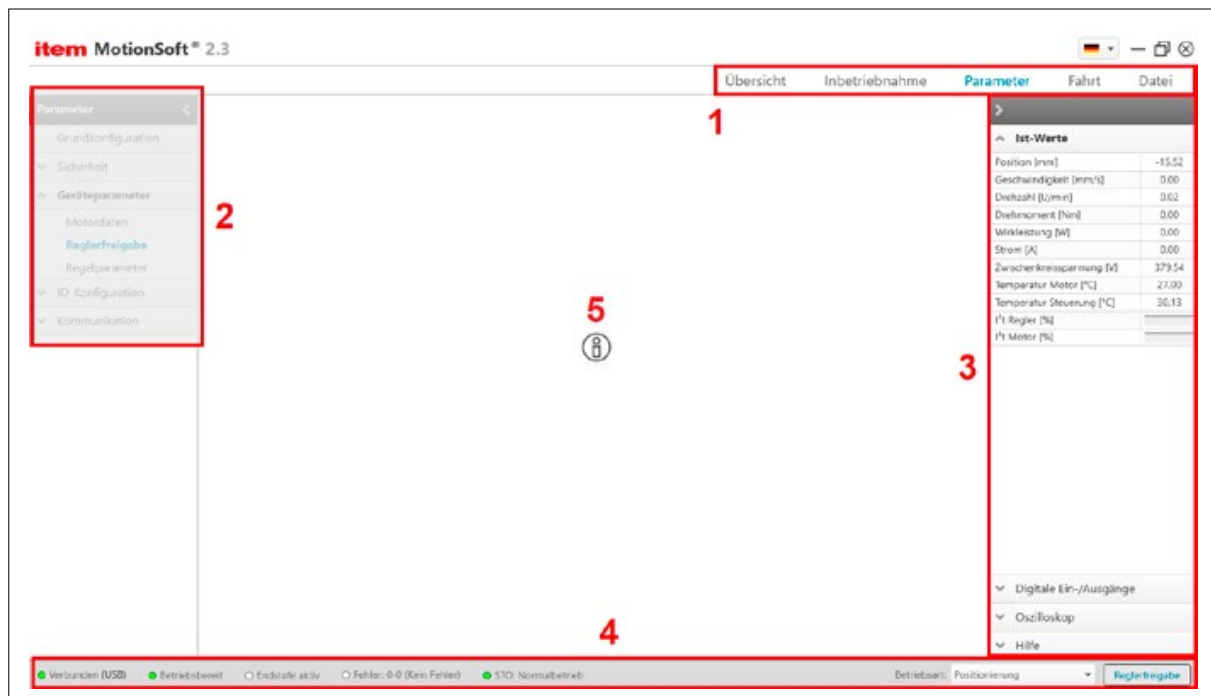 item MotionSoft® 2.3
Übersicht Inbetriebnahme Parameter Fahrt Datei
1
Parameter
Grundkonfiguration
Sicherheit
Geräteparameter
Motordaten
Reglerfreigabe
Regelparameter
IO-Konfiguration
Kommunikation
2
5
3
Ist-Werte
Position [mm] -15,52
Geschwindigkeit [mm/s] 0.00
Drehzahl [U/min] 0.02
Drehmoment [Nm] 0.00
Wirkleistung [W] 0.00
Strom [A] 0.00
Zwischenkreisspannung [V] 379.54
Temperatur Motor [°C] 27,00
Temperatur Steuerung [°C] 30,13
I²t Regler [%]
I²t Motor [%]
Digitale Ein-/Ausgänge
Oszilloskop
Hilfe
4
Verbunden (USB) Betriebsbereit Endstufe aktiv Fehler: 0-0 (Kein Fehler) STO: Normalbetrieb Betriebsart: Positionierung Reglerfreigabe